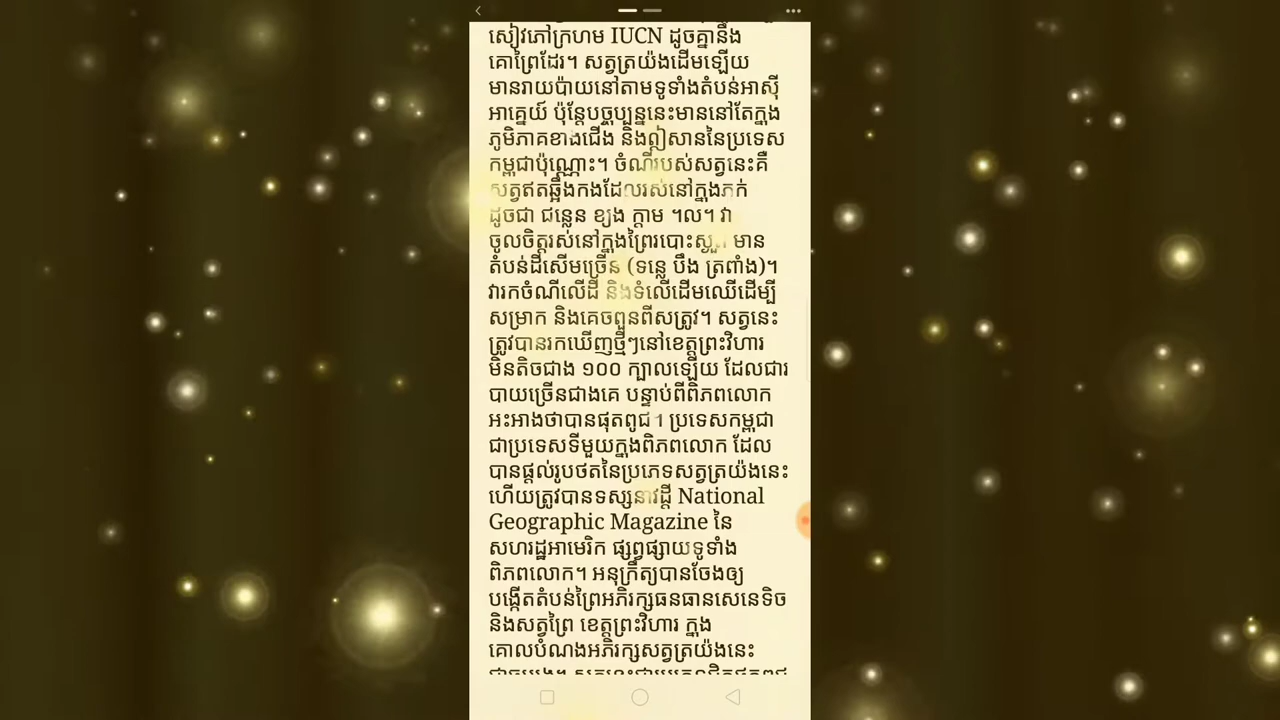 សៀវភៅក្រហម IUCN ដូចគ្នានឹង
គោព្រៃដែរ។ សត្វត្រយ៉ងដើមឡើយ
មានរាយប៉ាយនៅតាមទូទាំងតំបន់អាស៊ី
អាគ្នេយ៍ ប៉ុន្តែបច្ចុប្បន្ននេះមាននៅតែក្នុង
ភូមិភាគខាងជើង និងឦសាននៃប្រទេស
កម្ពុជាប៉ុណ្ណោះ។ ចំណីរបស់សត្វនេះគឺ
សត្វឥតឆ្អឹងកងដែលរស់នៅក្នុងភក់
ដូចជា ជន្លេន ខ្យង ក្តាម ។ល។ វា
ចូលចិត្តរស់នៅក្នុងព្រៃរបោះស្ងួត មាន
តំបន់ដីសើមច្រើន (ទន្លេ បឹង ត្រពាំង)។
វារកចំណីលើដី និងទំលើដើមឈើដើម្បី
សម្រាក និងគេចពួនពីសត្រូវ។ សត្វនេះ
ត្រូវបានរកឃើញថ្មីៗនៅខេត្តព្រះវិហារ
មិនតិចជាង ១០០ ក្បាលឡើយ ដែលជារ
បាយច្រើនជាងគេ បន្ទាប់ពីពិភពលោក
អះអាងថាបានផុតពូជ។ ប្រទេសកម្ពុជា
ជាប្រទេសទីមួយក្នុងពិភពលោក ដែល
បានផ្តល់រូបថតនៃប្រភេទសត្វត្រយ៉ងនេះ
ហើយត្រូវបានទស្សនាវដ្តី National
Geographic Magazine នៃ
សហរដ្ឋអាមេរិក ផ្សព្វផ្សាយទូទាំង
ពិភពលោក។ អនុក្រឹត្យបានចែងឲ្យ
បង្កើតតំបន់ព្រៃអភិរក្សធនធានសេនេទិច
និងសត្វព្រៃ ខេត្តព្រះវិហារ ក្នុង
គោលបំណងអភិរក្សសត្វត្រយ៉ងនេះ